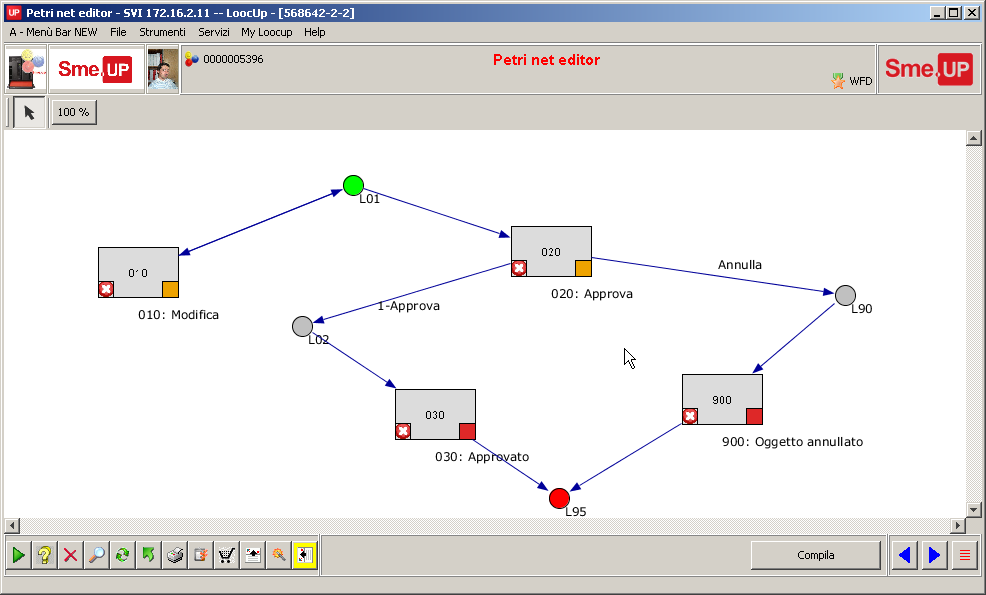 UP Petri net editor - SVI 172.16.2.11 -- LoocUp - [568642-2-2]
A - Menù Bar NEW File Strumenti Servizi My Loocup Help
Sme.UP
0000005396
Petri net editor
WFD
Sme.UP
100 %
L01
010
010: Modifica
020
020: Approva
Annulla
1-Approva
L90
L02
030
030: Approvato
900
900: Oggetto annullato
L95
Compila